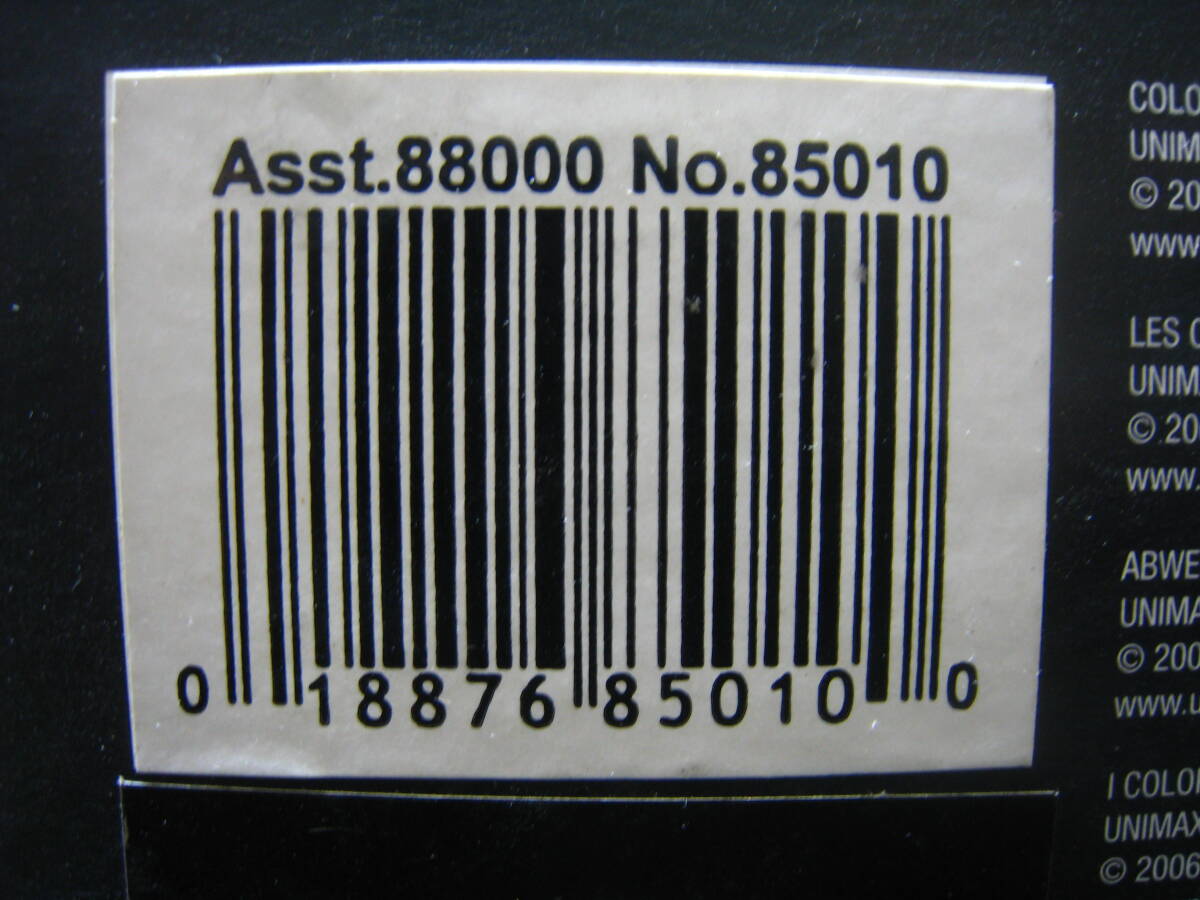 Asst.88000 No.85010
0 18876 85010 0
COLO
UNIM
© 20
www
LES C
UNIM
© 20
www.
ABWE
UNIMA
© 200
www.u
I COLO
UNIMAX
© 2006